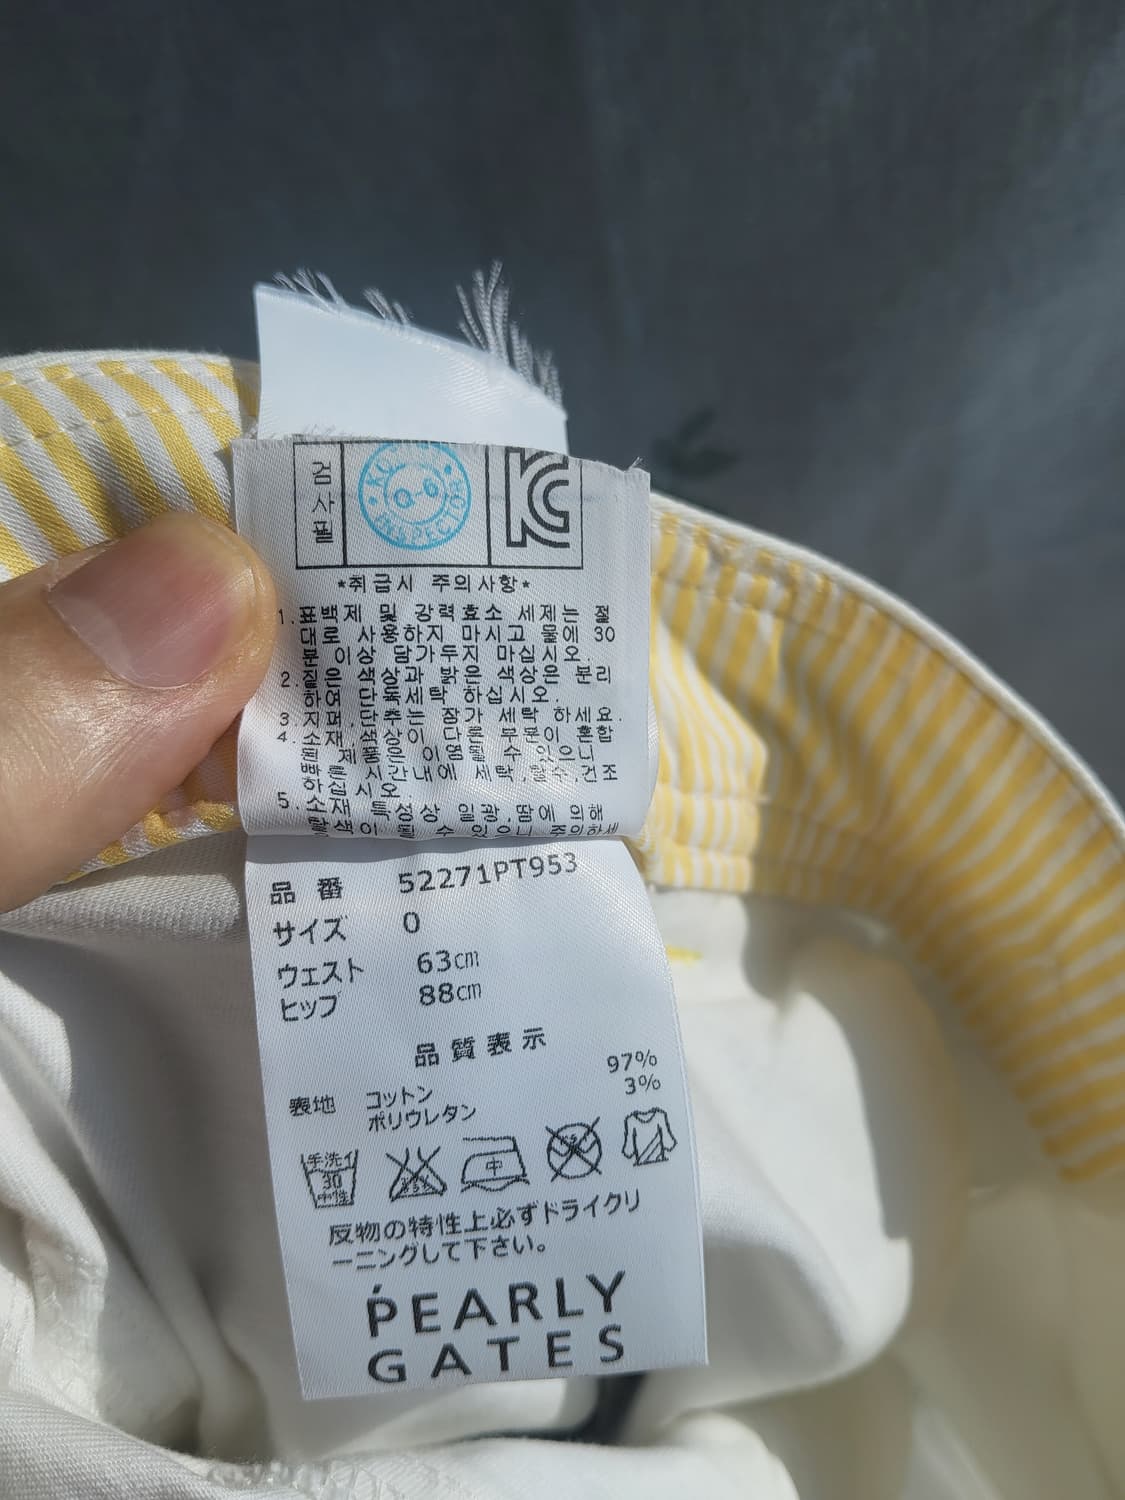 검
사
필
KO
Q-6
INSPECTOR
*취급시 주의사항*
1.표백제 및 강력효소 세제는 절
대로 사용하지 마시고 물에 30
분 이상 담가두지 마십시오.
2.짙은 색상과 밝은 색상은 분리
하여 단독세탁 하십시오.
3.지퍼,단추는 잠가 세탁 하세요.
4.소재,색상이 다른 부분이 혼합
된 제품은 이염될 수 있으니
빠른 시간내에 세탁,탈수,건조
하십시오.
5.소재 특성상 일광,땀에 의해
탈색이 될 수 있으니 주의하세
品番 52271PT953
サイズ 0
ウェスト 63cm
ヒップ 88cm
品質表示
表地 コットン 97%
ポリウレタン 3%
手洗イ
30
中性
中
反物の特性上必ずドライクリ
ーニングして下さい。
PEARLY
GATES